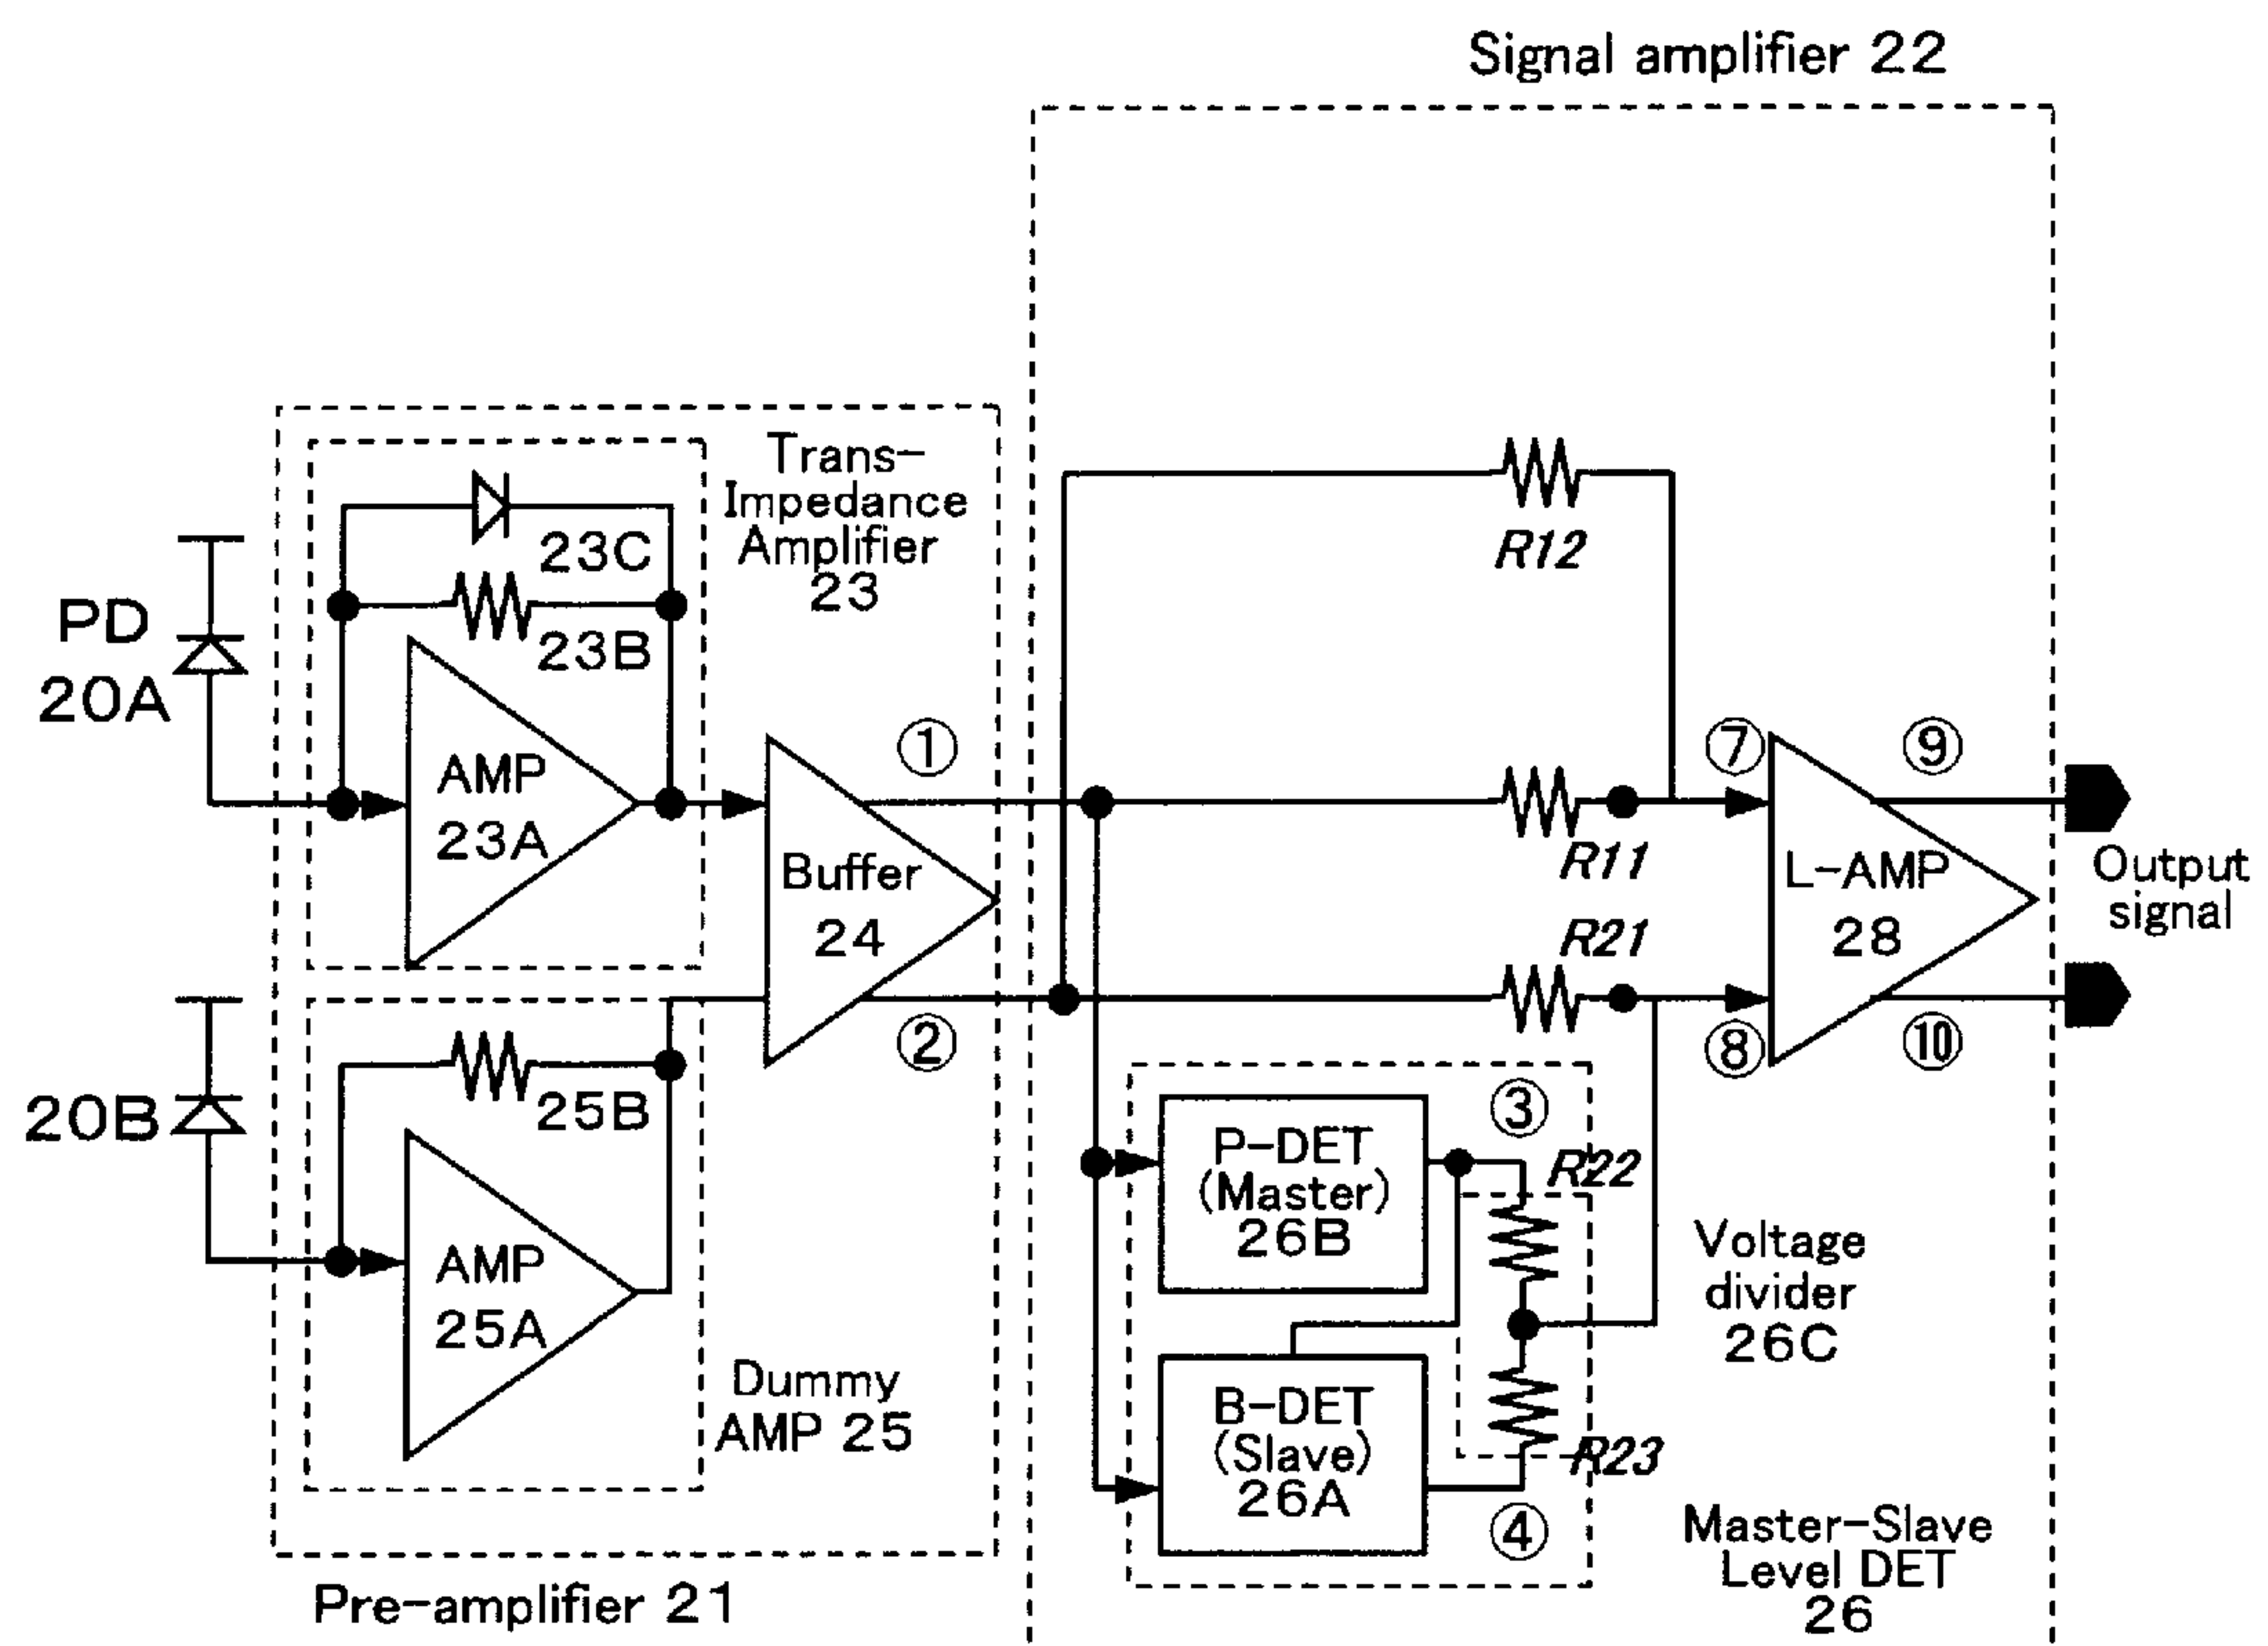 Signal amplifier 22
Trans-
Impedance
Amplifier
23
23C
23B
R12
PD
20A
AMP
23A
①
⑦
⑨
Buffer
24
R11
L-AMP
28
Output
signal
R21
②
⑧
⑩
20B
25B
AMP
25A
Dummy
AMP 25
③
P-DET
(Master)
26B
R22
Voltage
divider
26C
B-DET
(Slave)
26A
R23
④
Master-Slave
Level DET
26
Pre-amplifier 21